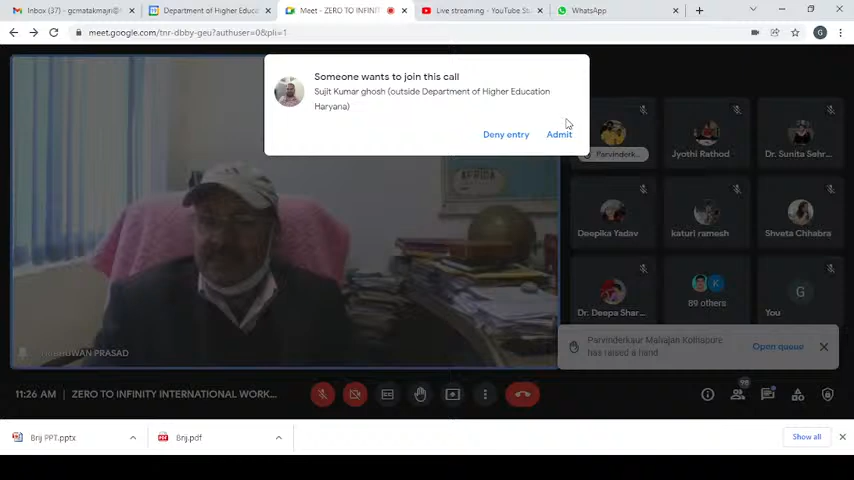 Inbox (37) - gcmatakmajri@
Department of Higher Educa
Meet - ZERO TO INFINIT
Live streaming - YouTube St
WhatsApp
meet.google.com/tnr-dbby-geu?authuser=0&pli=1
G
Someone wants to join this call
Sujit Kumar ghosh (outside Department of Higher Education
Haryana)
Deny entry
Admit
AFRICA
Parvinderk...
Jyothi Rathod
Dr. Sunita Sehr...
Deepika Yadav
katuri ramesh
Shveta Chhabra
K
G
Dr. Deepa Shar...
89 others
You
PRASAD
Parvinderkaur Mahajan Kolhapure
has raised a hand
Open queue
98
11:26 AM | ZERO TO INFINITY INTERNATIONAL WORK...
Brij PPT.pptx
Brij.pdf
Show all